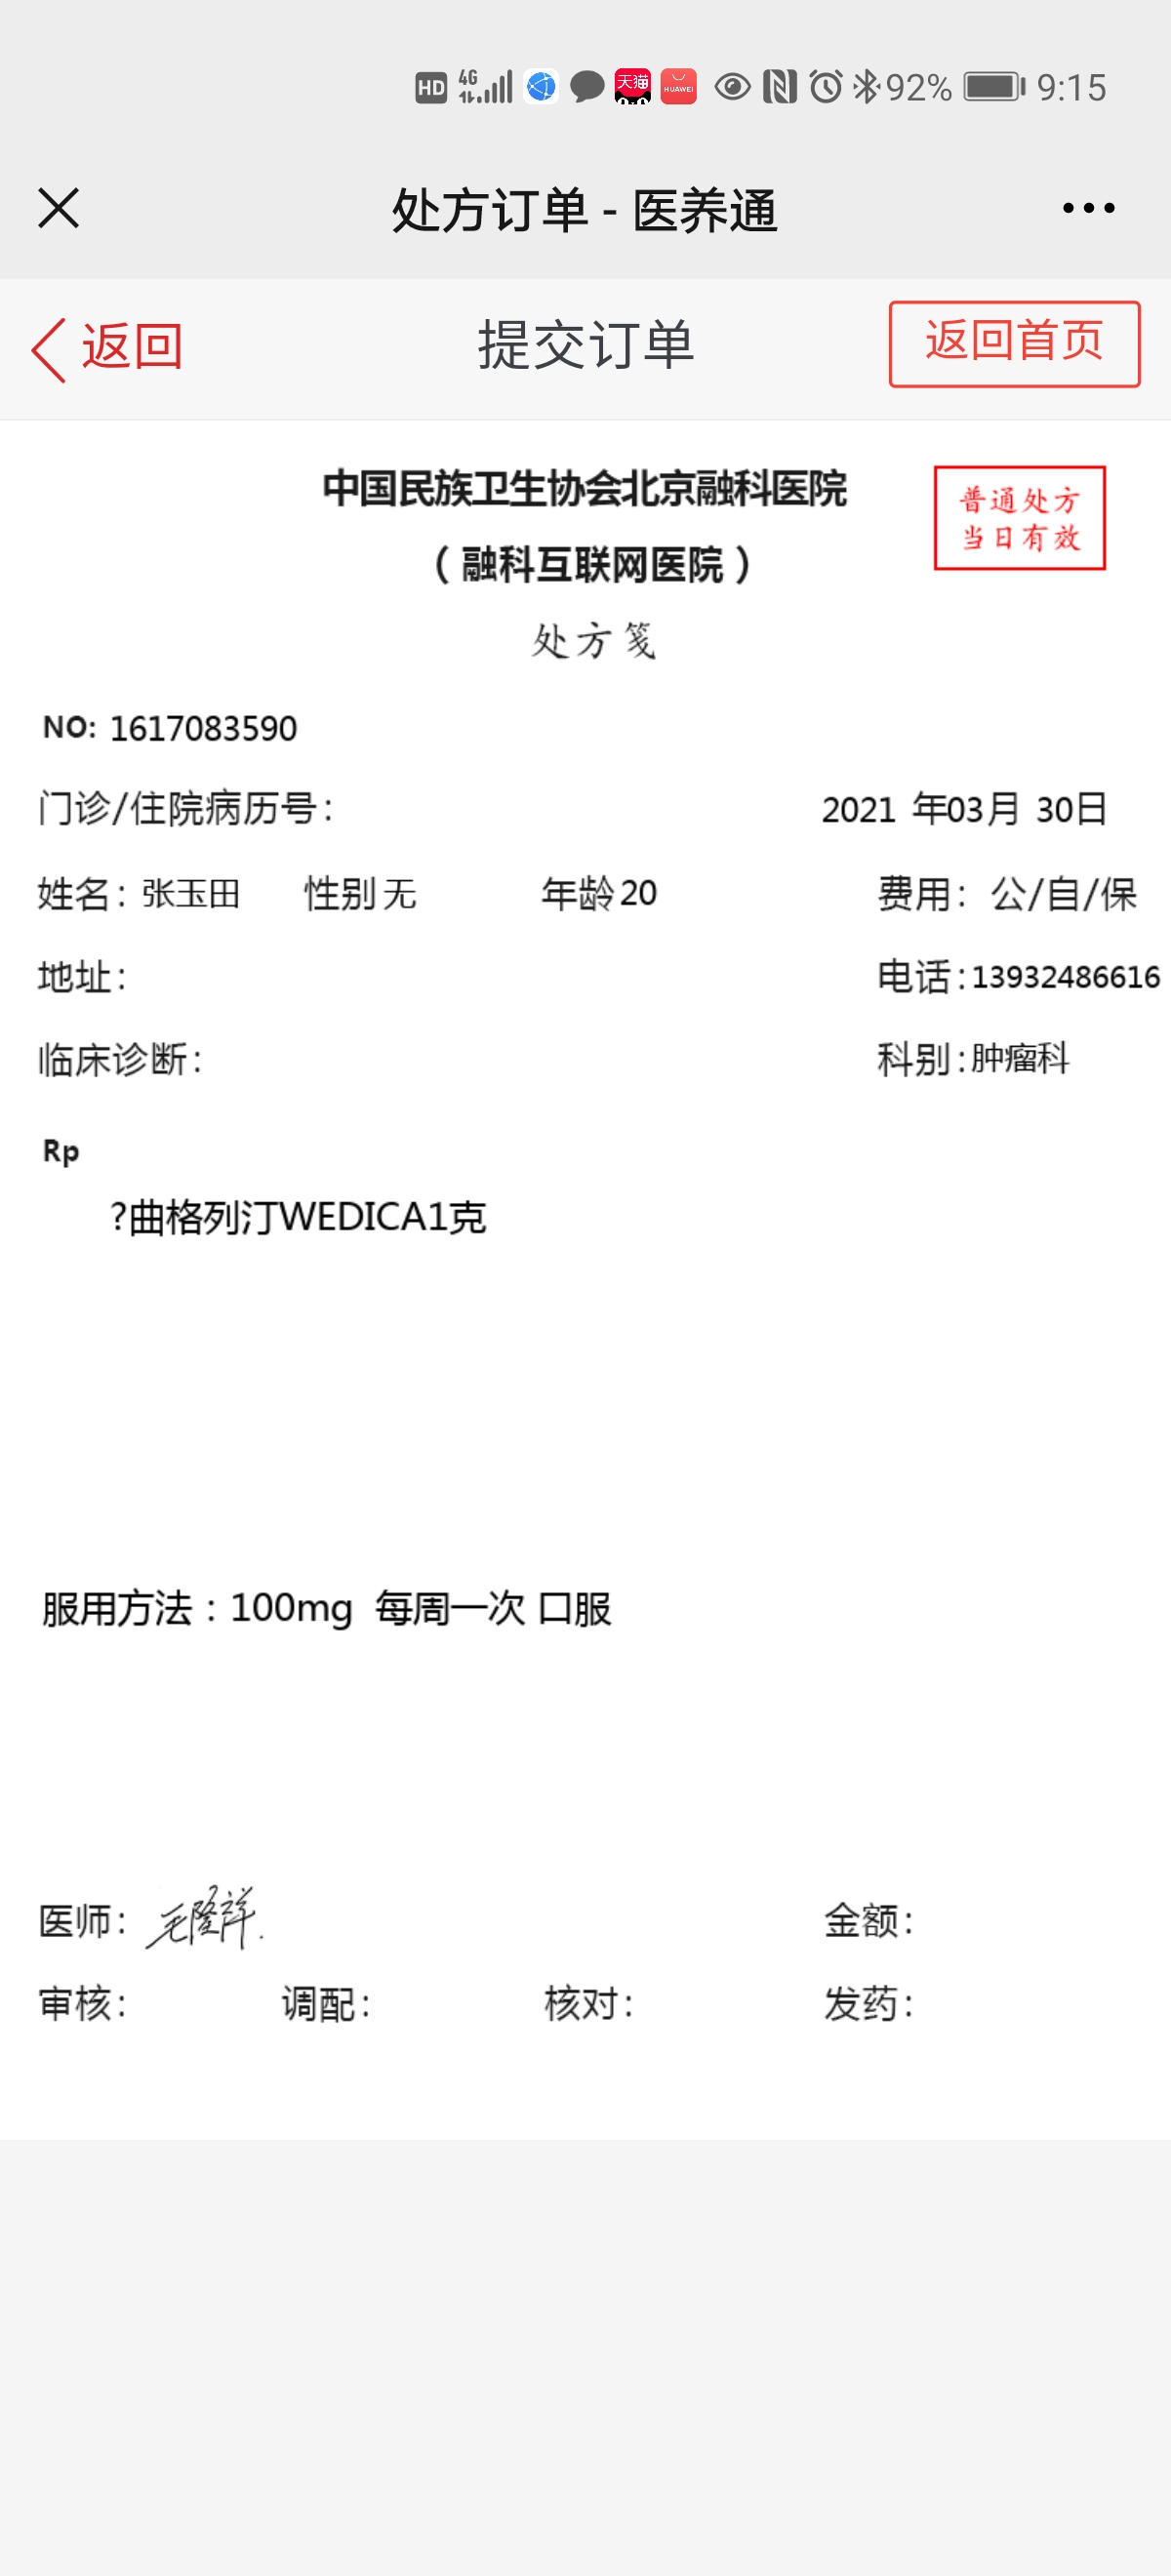 HD 4G 天猫 HUAWEI 92% 9:15
处方订单 - 医养通
返回 提交订单 返回首页
中国民族卫生协会北京融科医院
（融科互联网医院）
普通处方
当日有效
处方笺
NO: 1617083590
门诊/住院病历号: 2021 年03月 30日
姓名: 张玉田 性别 无 年龄20 费用: 公/自/保
地址: 电话:13932486616
临床诊断: 科别:肿瘤科
Rp
?曲格列汀WEDICA1克
服用方法：100mg 每周一次 口服
医师: 毛隆祥. 金额:
审核: 调配: 核对: 发药: